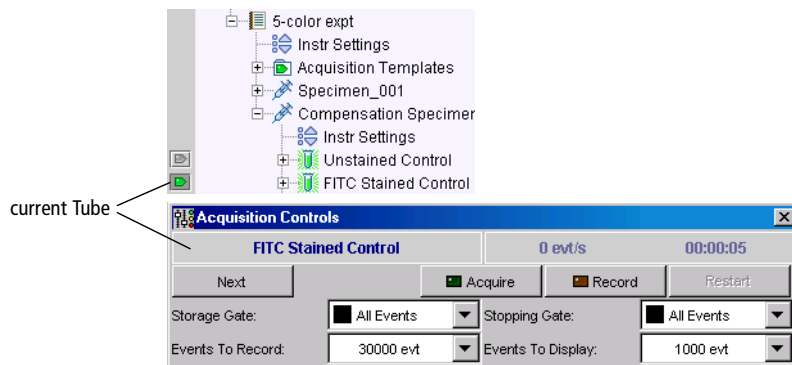 5-color expt
Instr Settings
Acquisition Templates
Specimen_001
Compensation Specimen
Instr Settings
Unstained Control
FITC Stained Control
current Tube
Acquisition Controls
FITC Stained Control 0 evt/s 00:00:05
Next Acquire Record Restart
Storage Gate: All Events Stopping Gate: All Events
Events To Record: 30000 evt Events To Display: 1000 evt